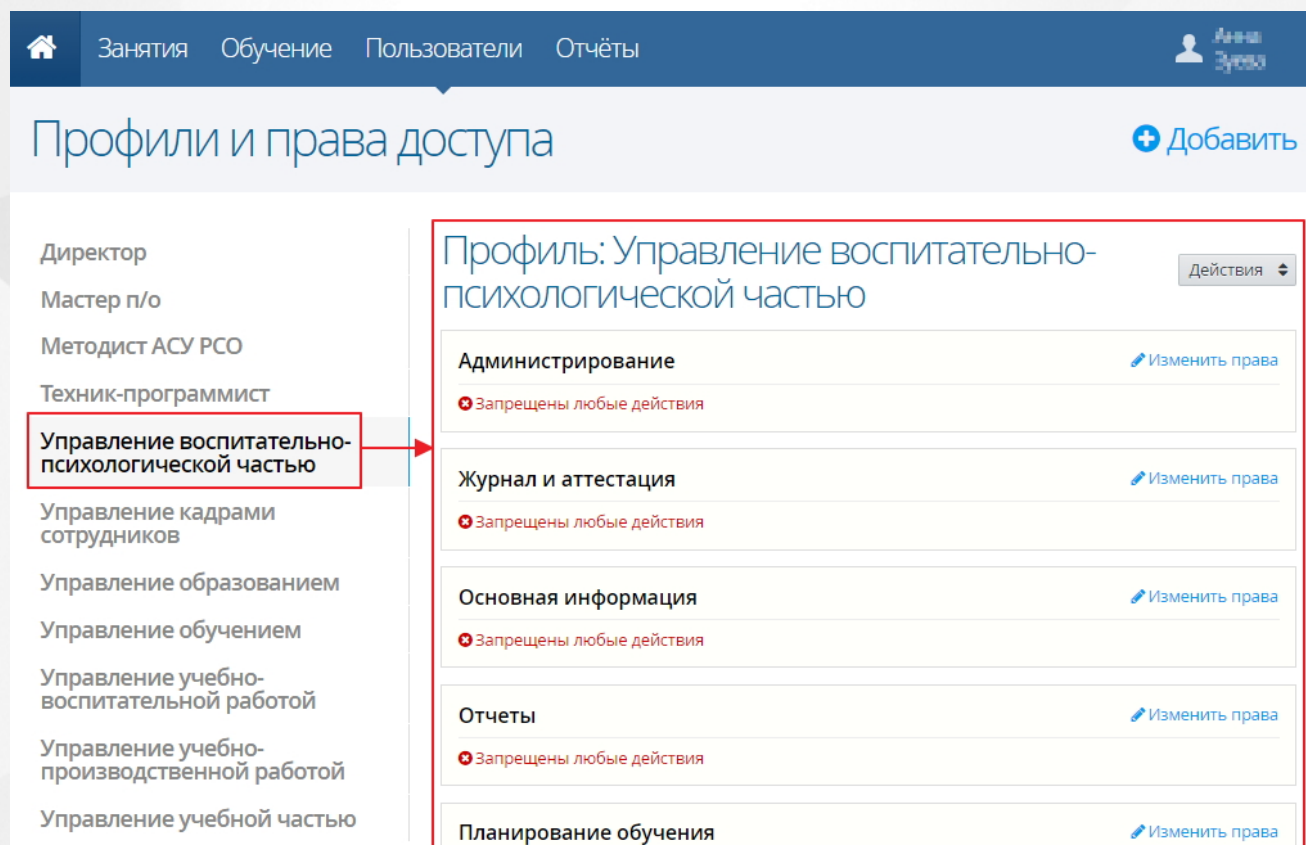 Занятия Обучение Пользователи Отчёты
Профили и права доступа
Добавить
Директор
Мастер п/о
Методист АСУ РСО
Техник-программист
Управление воспитательно-
психологической частью
Управление кадрами
сотрудников
Управление образованием
Управление обучением
Управление учебно-
воспитательной работой
Управление учебно-
производственной работой
Управление учебной частью
Профиль: Управление воспитательно-
психологической частью
Действия
Администрирование
Изменить права
Запрещены любые действия
Журнал и аттестация
Изменить права
Запрещены любые действия
Основная информация
Изменить права
Запрещены любые действия
Отчеты
Изменить права
Запрещены любые действия
Планирование обучения
Изменить права